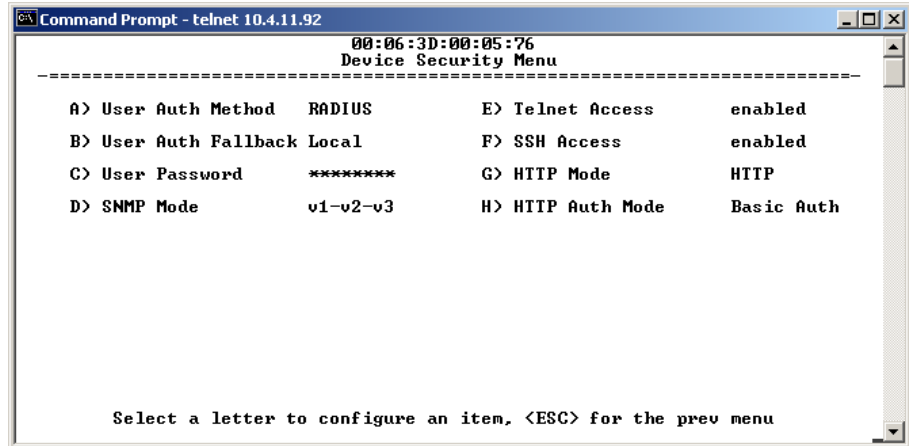 Command Prompt - telnet 10.4.11.92
00:06:3D:00:05:76
Device Security Menu
-===========================================================================-
A) User Auth Method RADIUS E) Telnet Access enabled
B) User Auth Fallback Local F) SSH Access enabled
C) User Password ******** G) HTTP Mode HTTP
D) SNMP Mode v1-v2-v3 H) HTTP Auth Mode Basic Auth
Select a letter to configure an item, <ESC> for the prev menu